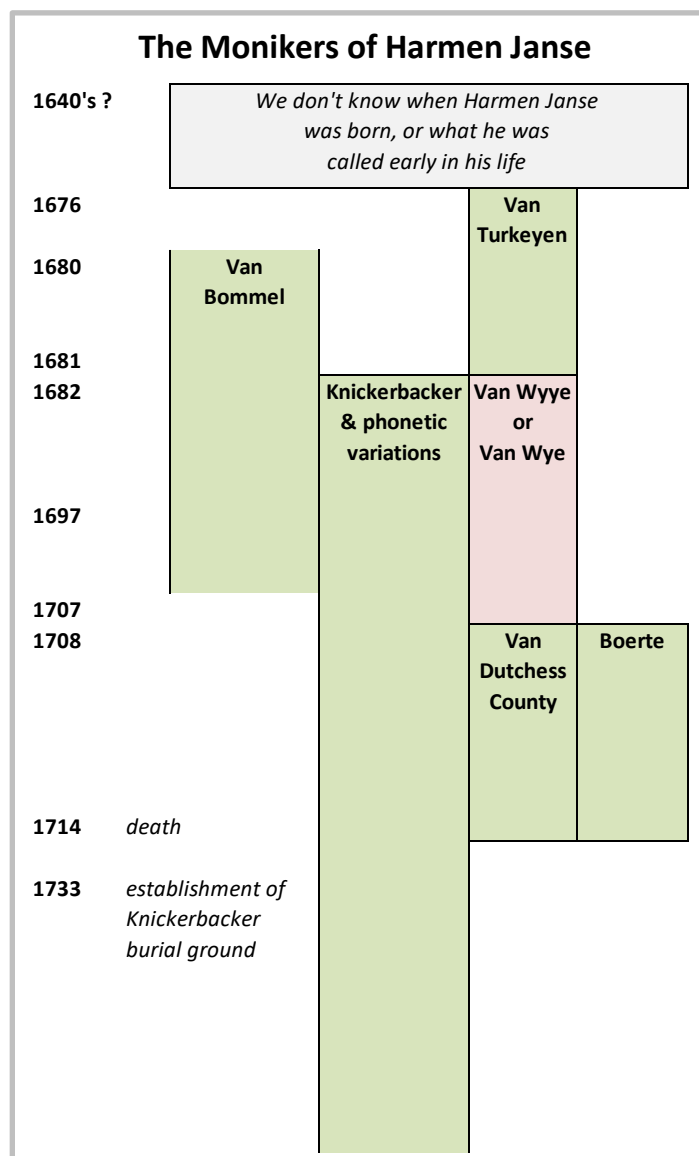 The Monikers of Harmen Janse
1640's ?
We don't know when Harmen Janse
was born, or what he was
called early in his life
1676
Van
Turkeyen
1680
Van
Bommel
1681
1682
Knickerbacker
& phonetic
variations
Van Wyye
or
Van Wye
1697
1707
1708
Van
Dutchess
County
Boerte
1714 death
1733 establishment of
Knickerbacker
burial ground